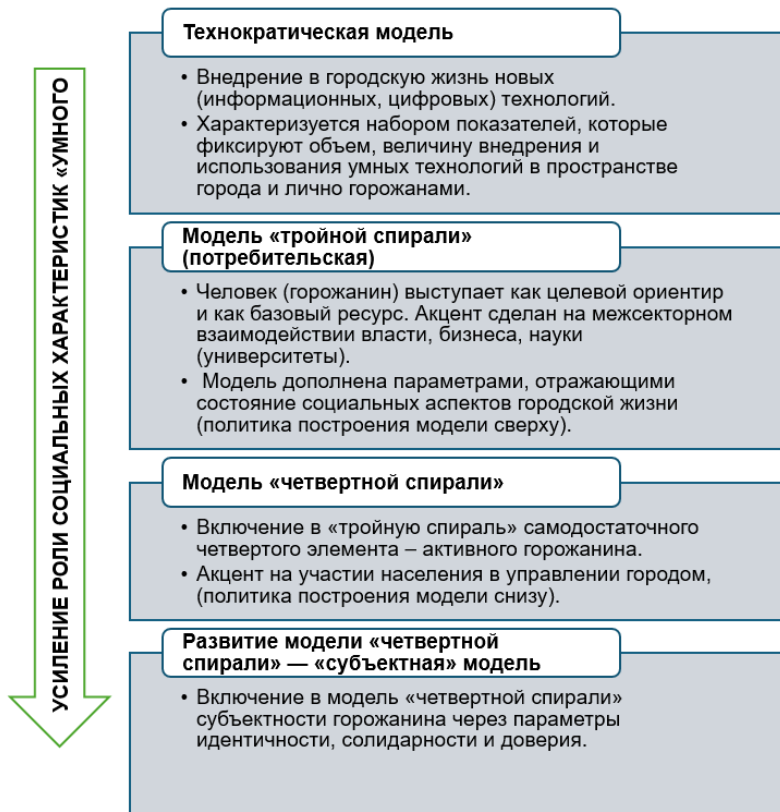 УСИЛЕНИЕ РОЛИ СОЦИАЛЬНЫХ ХАРАКТЕРИСТИК «УМНОГО
Технократическая модель
• Внедрение в городскую жизнь новых
(информационных, цифровых) технологий.
• Характеризуется набором показателей, которые
фиксируют объем, величину внедрения и
использования умных технологий в пространстве
города и лично горожанами.
Модель «тройной спирали»
(потребительская)
• Человек (горожанин) выступает как целевой ориентир
и как базовый ресурс. Акцент сделан на межсекторном
взаимодействии власти, бизнеса, науки
(университеты).
• Модель дополнена параметрами, отражающими
состояние социальных аспектов городской жизни
(политика построения модели сверху).
Модель «четвертной спирали»
• Включение в «тройную спираль» самодостаточного
четвертого элемента – активного горожанина.
• Акцент на участии населения в управлении городом,
(политика построения модели снизу).
Развитие модели «четвертной
спирали» — «субъектная» модель
• Включение в модель «четвертной спирали»
субъектности горожанина через параметры
идентичности, солидарности и доверия.